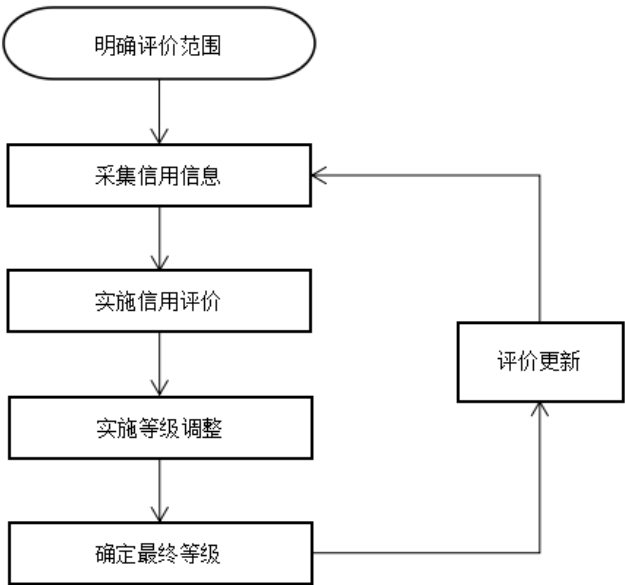 明确评价范围
采集信用信息
实施信用评价
评价更新
实施等级调整
确定最终等级